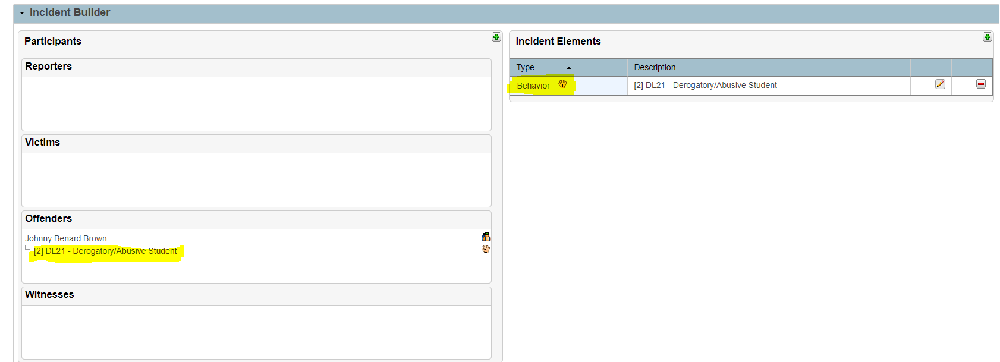 Incident Builder
Participants
Reporters
Victims
Offenders
Johnny Benard Brown
[2] DL21 - Derogatory/Abusive Student
Witnesses
Incident Elements
Type Description
Behavior [2] DL21 - Derogatory/Abusive Student